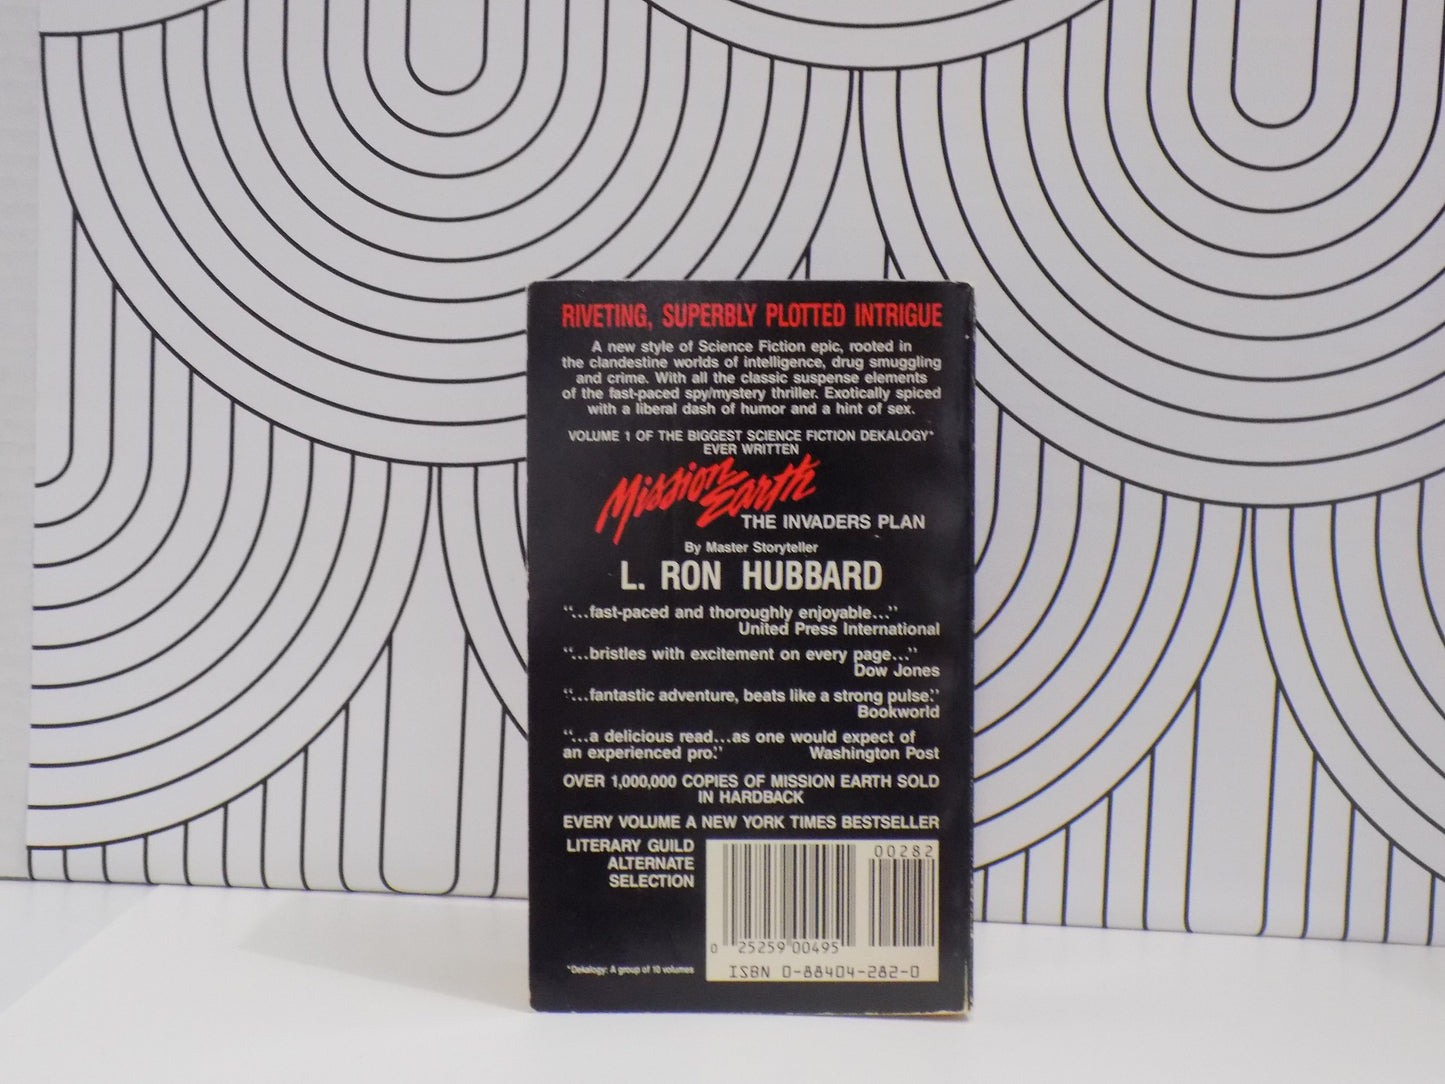 RIVETING, SUPERBLY PLOTTED INTRIGUE
A new style of Science Fiction epic, rooted in
the clandestine worlds of intelligence, drug smuggling
and crime. With all the classic suspense elements
of the fast-paced spy/mystery thriller. Exotically spiced
with a liberal dash of humor and a hint of sex.
VOLUME 1 OF THE BIGGEST SCIENCE FICTION DEKALOGY*
EVER WRITTEN
Mission
Earth
THE INVADERS PLAN
By Master Storyteller
L. RON HUBBARD
"...fast-paced and thoroughly enjoyable..."
United Press International
"...bristles with excitement on every page..."
Dow Jones
"...fantastic adventure, beats like a strong pulse."
Bookworld
"...a delicious read...as one would expect of
an experienced pro." Washington Post
OVER 1,000,000 COPIES OF MISSION EARTH SOLD
IN HARDBACK
EVERY VOLUME A NEW YORK TIMES BESTSELLER
LITERARY GUILD
ALTERNATE
SELECTION
*Dekalogy: A group of 10 volumes
00282
0 25259 00495
ISBN 0-88404-282-0